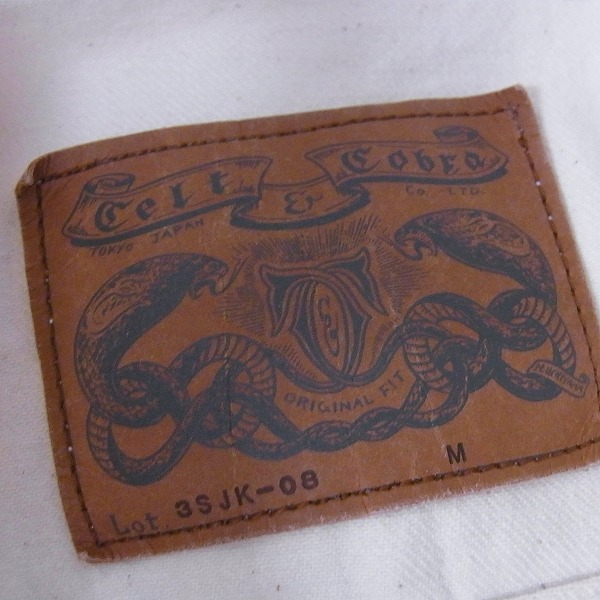 Celt & Cobra
TOKYO JAPAN CO. LTD.
ORIGINAL FIT
Lot. 3SJK-08 M